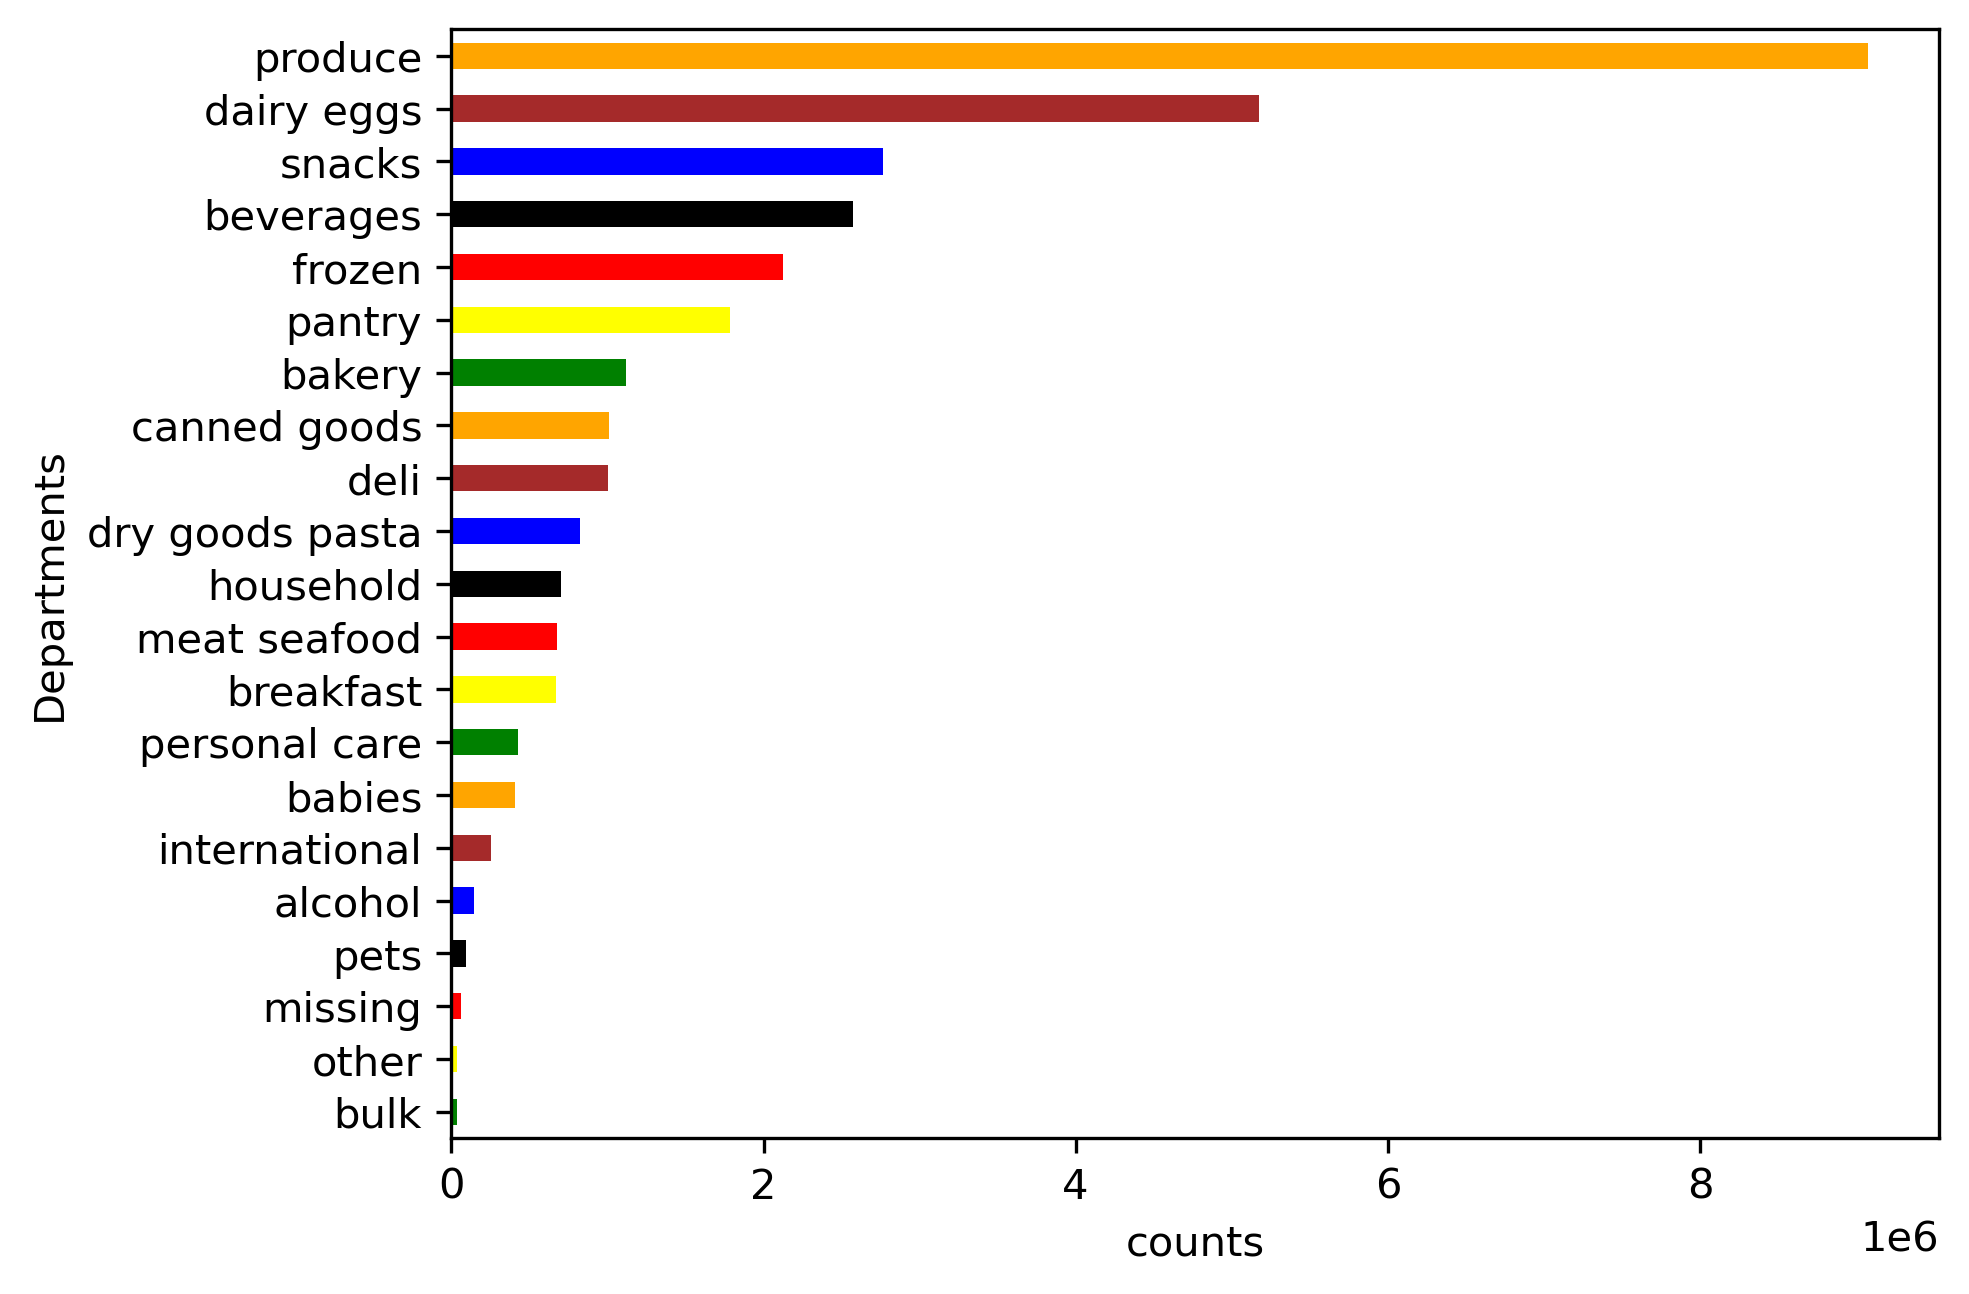 produce
dairy eggs
snacks
beverages
frozen
pantry
bakery
canned goods
deli
dry goods pasta
household
meat seafood
breakfast
personal care
babies
international
alcohol
pets
missing
other
bulk
Departments
0 2 4 6 8
counts
1e6